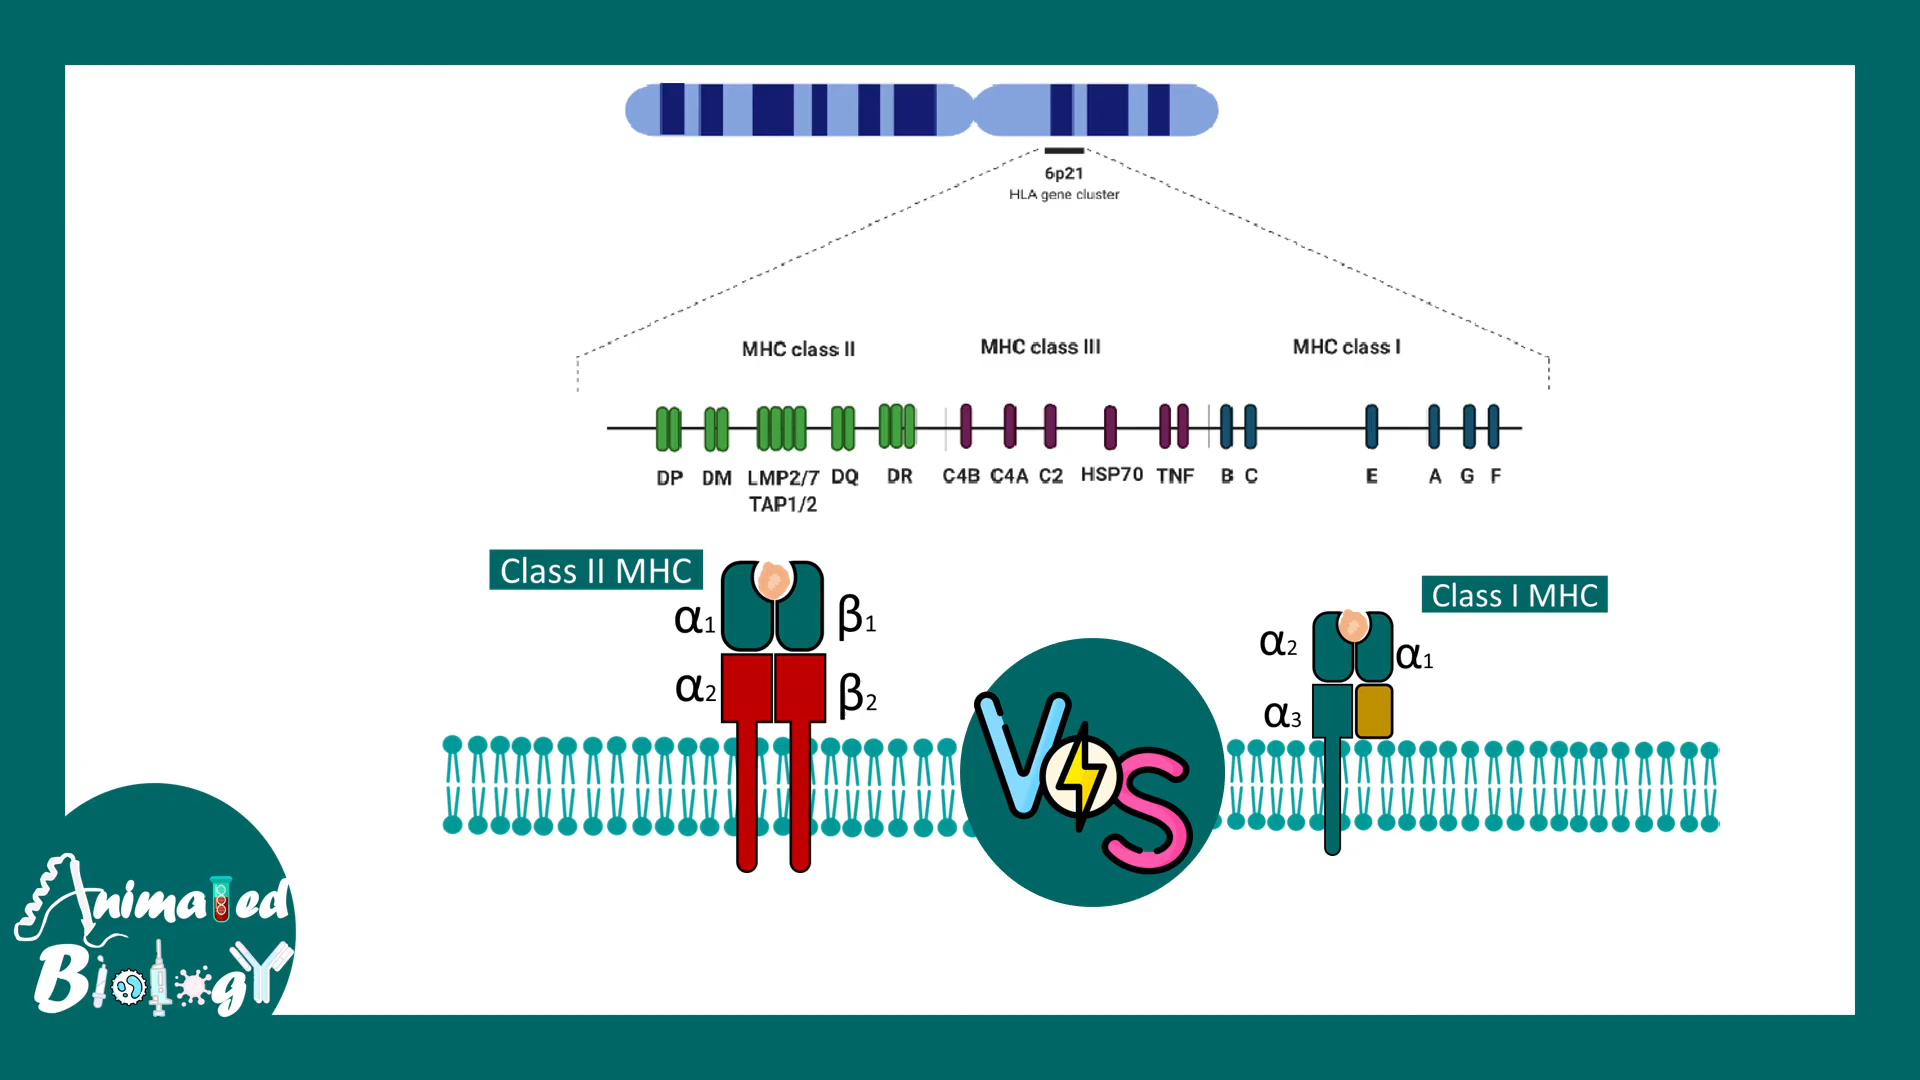 6p21
HLA gene cluster
MHC class II
MHC class III
MHC class I
DP DM LMP2/7 DQ DR C4B C4A C2 HSP70 TNF B C E A G F
TAP1/2
Class II MHC
Class I MHC
α1 β1
α2 α1
α2 β2
α3
VS
Animated
Biology